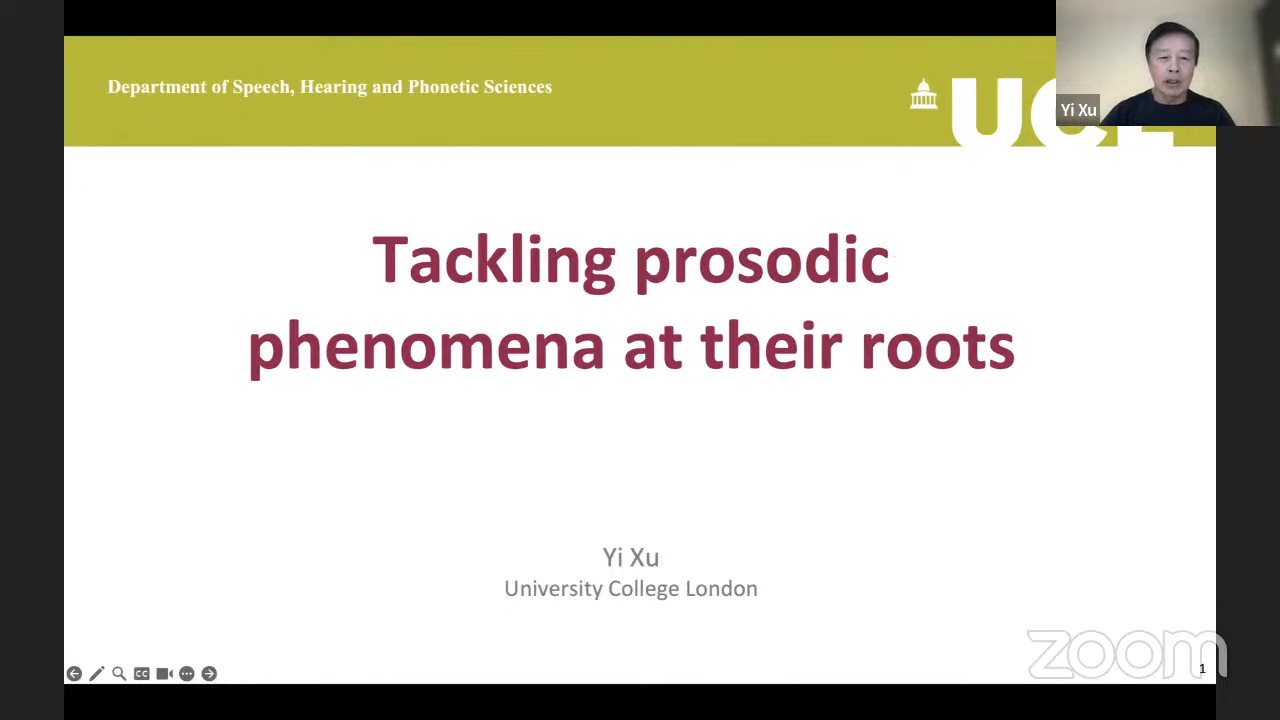 Department of Speech, Hearing and Phonetic Sciences
UCL
Yi Xu
Tackling prosodic
phenomena at their roots
Yi Xu
University College London
CC
zoom
1